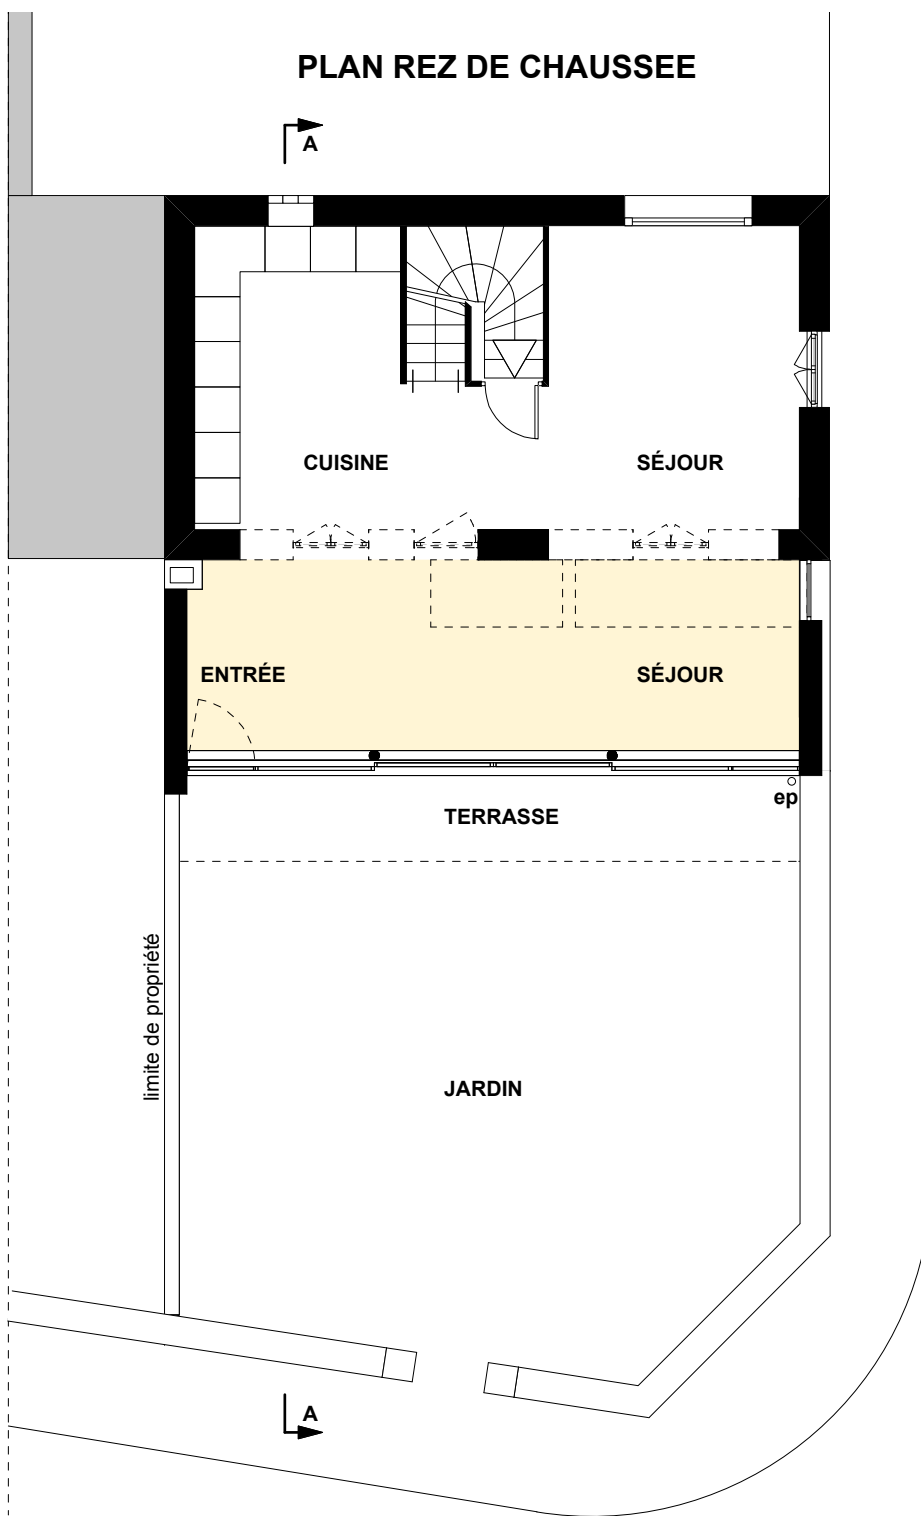 PLAN REZ DE CHAUSSEE
A
CUISINE
SÉJOUR
ENTRÉE
SÉJOUR
ep
TERRASSE
limite de propriété
JARDIN
A